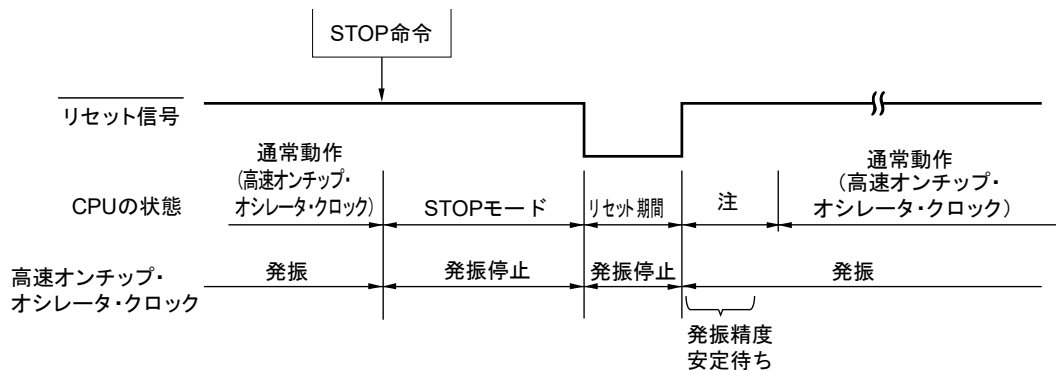 STOP命令
リセット信号
通常動作
(高速オンチップ・
オシレータ・クロック)
CPUの状態
STOPモード
リセット期間
注
通常動作
(高速オンチップ・
オシレータ・クロック)
高速オンチップ・
オシレータ・クロック
発振
発振停止
発振停止
発振
発振精度
安定待ち